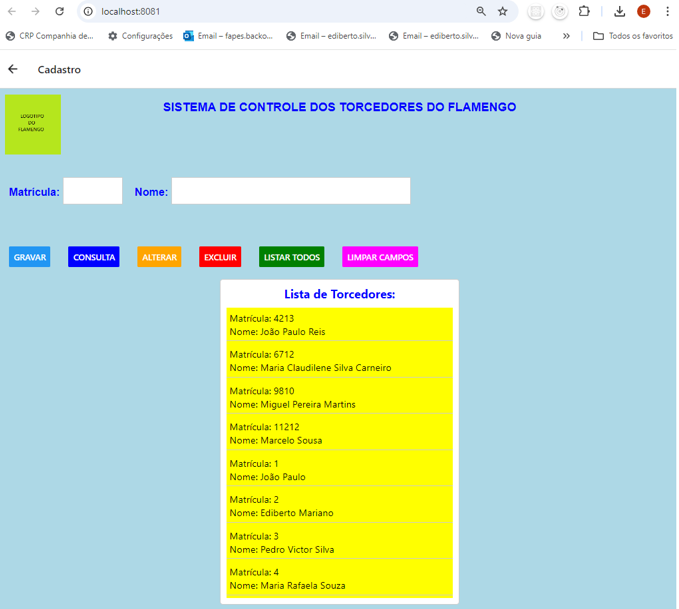 localhost:8081
E
CRP Companhia de...
Configurações
Email – fapes.backo...
Email – ediberto.silv...
Email – ediberto.silv...
Nova guia
Todos os favoritos
Cadastro
LOGOTIPO
DO
FLAMENGO
SISTEMA DE CONTROLE DOS TORCEDORES DO FLAMENGO
Matricula:
Nome:
GRAVAR
CONSULTA
ALTERAR
EXCLUIR
LISTAR TODOS
LIMPAR CAMPOS
Lista de Torcedores:
Matrícula: 4213
Nome: João Paulo Reis
Matrícula: 6712
Nome: Maria Claudilene Silva Carneiro
Matrícula: 9810
Nome: Miguel Pereira Martins
Matrícula: 11212
Nome: Marcelo Sousa
Matrícula: 1
Nome: João Paulo
Matrícula: 2
Nome: Ediberto Mariano
Matrícula: 3
Nome: Pedro Victor Silva
Matrícula: 4
Nome: Maria Rafaela Souza